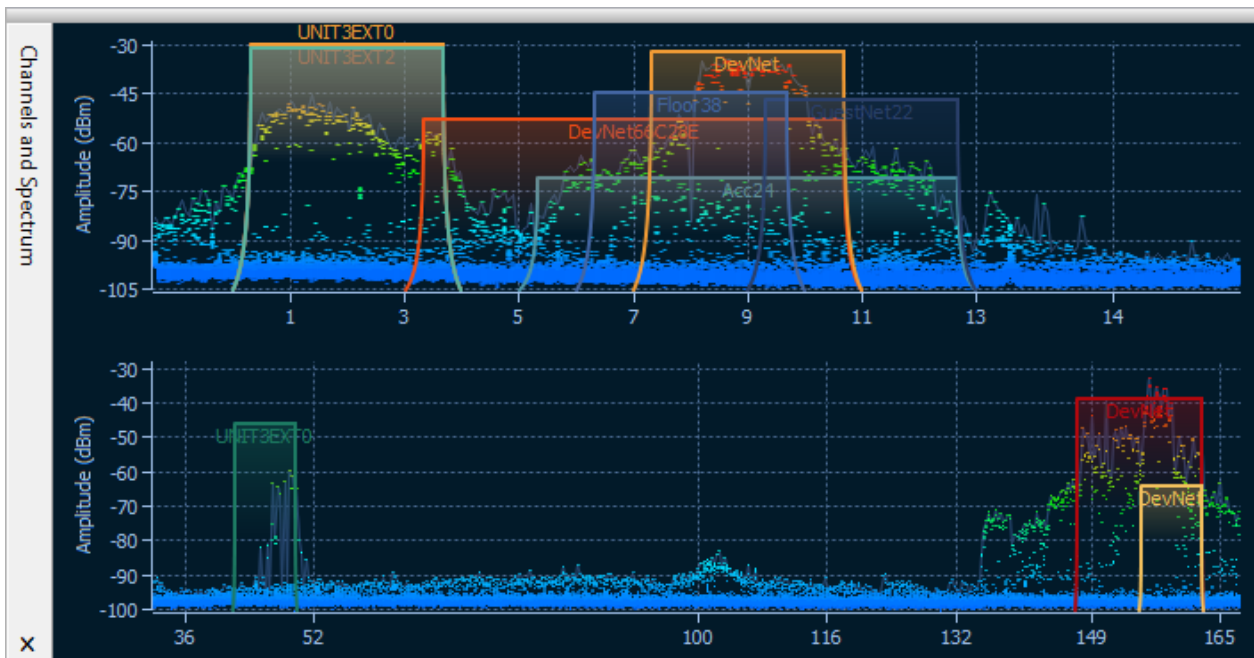 Channels and Spectrum
x
Amplitude (dBm)
-30
-45
-60
-75
-90
-105
UNIT3EXT0
UNIT3EXT2
DevNet
Floor38
GuestNet22
DevNet66C29E
Acc24
1
3
5
7
9
11
13
14
Amplitude (dBm)
-30
-40
-50
-60
-70
-80
-90
-100
UNIT3EXT0
DevNet
36
52
100
116
132
149
165